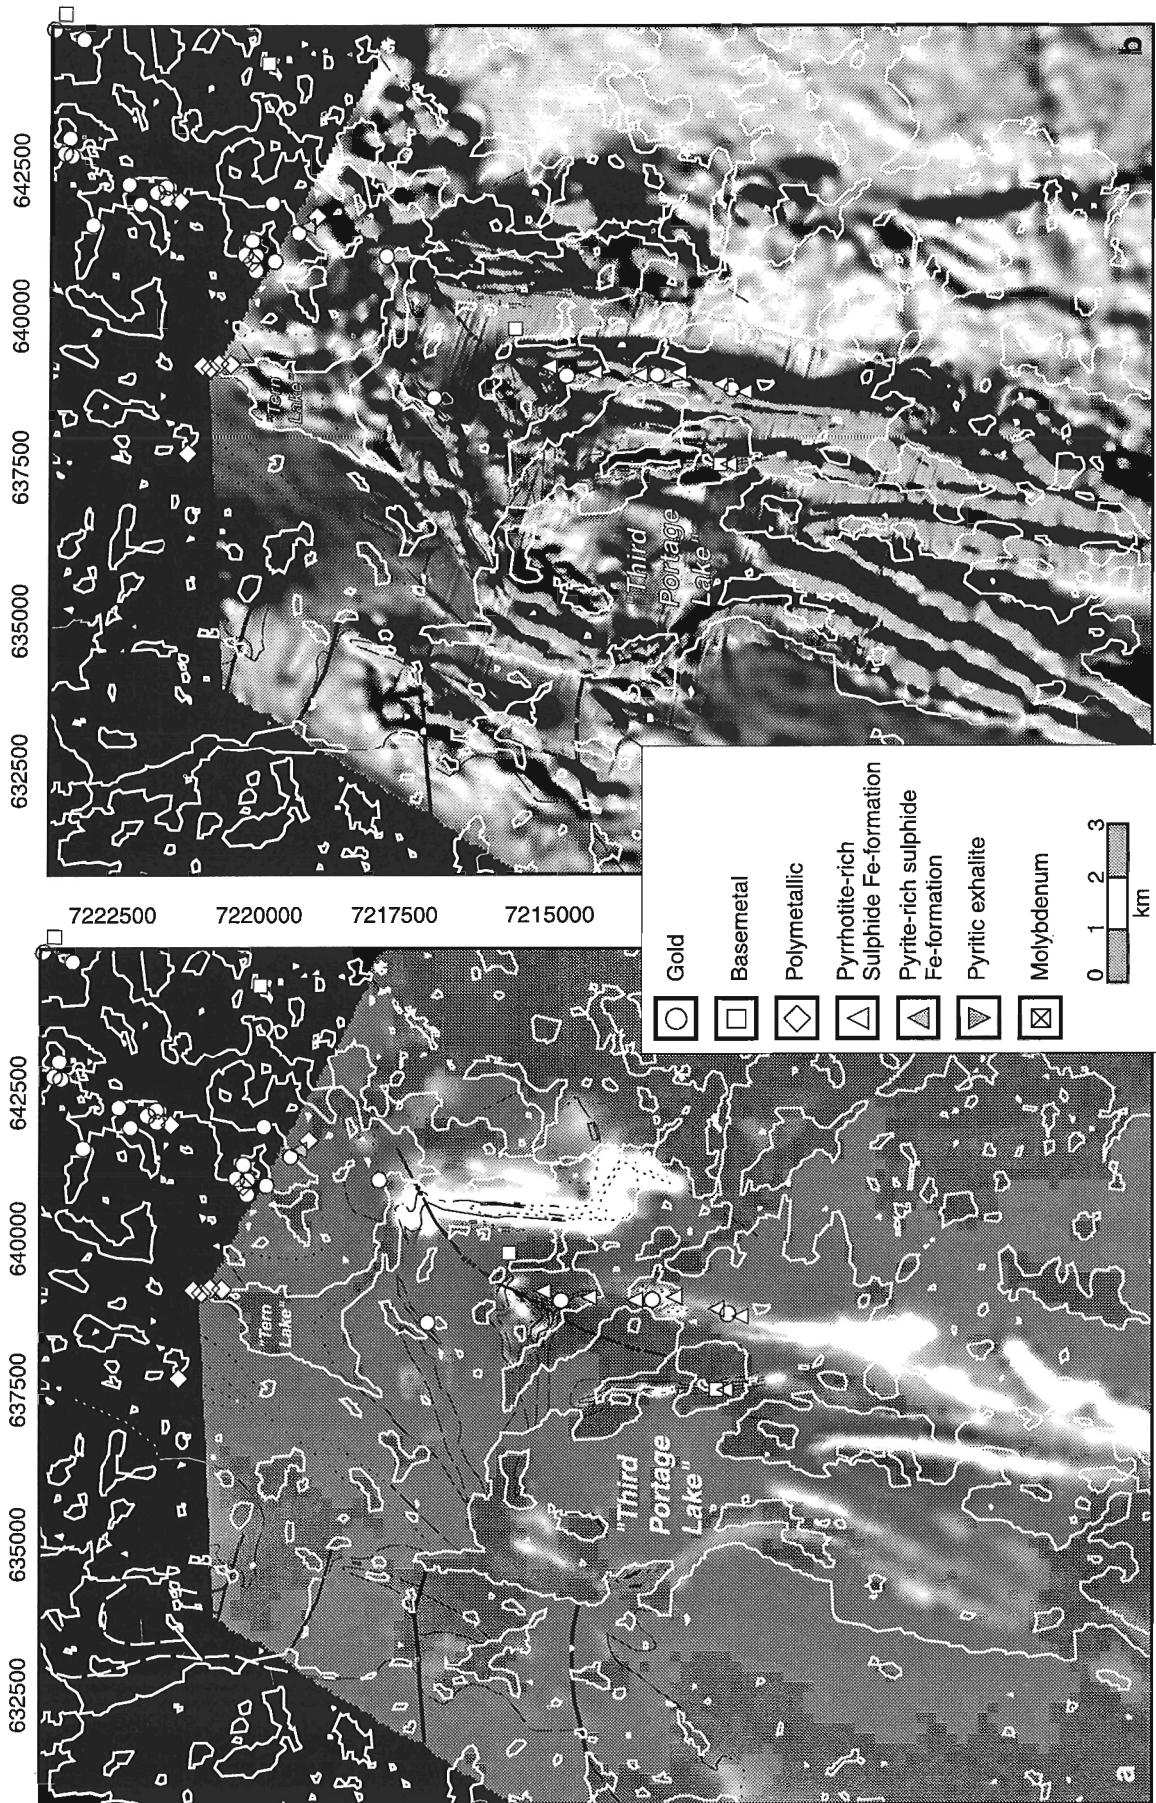 632500
635000
637500
640000
642500
7222500
7220000
7217500
7215000
"Tern
Lake"
"Third
Portage
Lake"
a
632500
635000
637500
640000
642500
"Tern
Lake"
"Third
Portage
Lake"
b
Gold
Basemetal
Polymetallic
Pyrrhotite-rich
Sulphide Fe-formation
Pyrite-rich sulphide
Fe-formation
Pyritic exhalite
Molybdenum
0 1 2 3
km